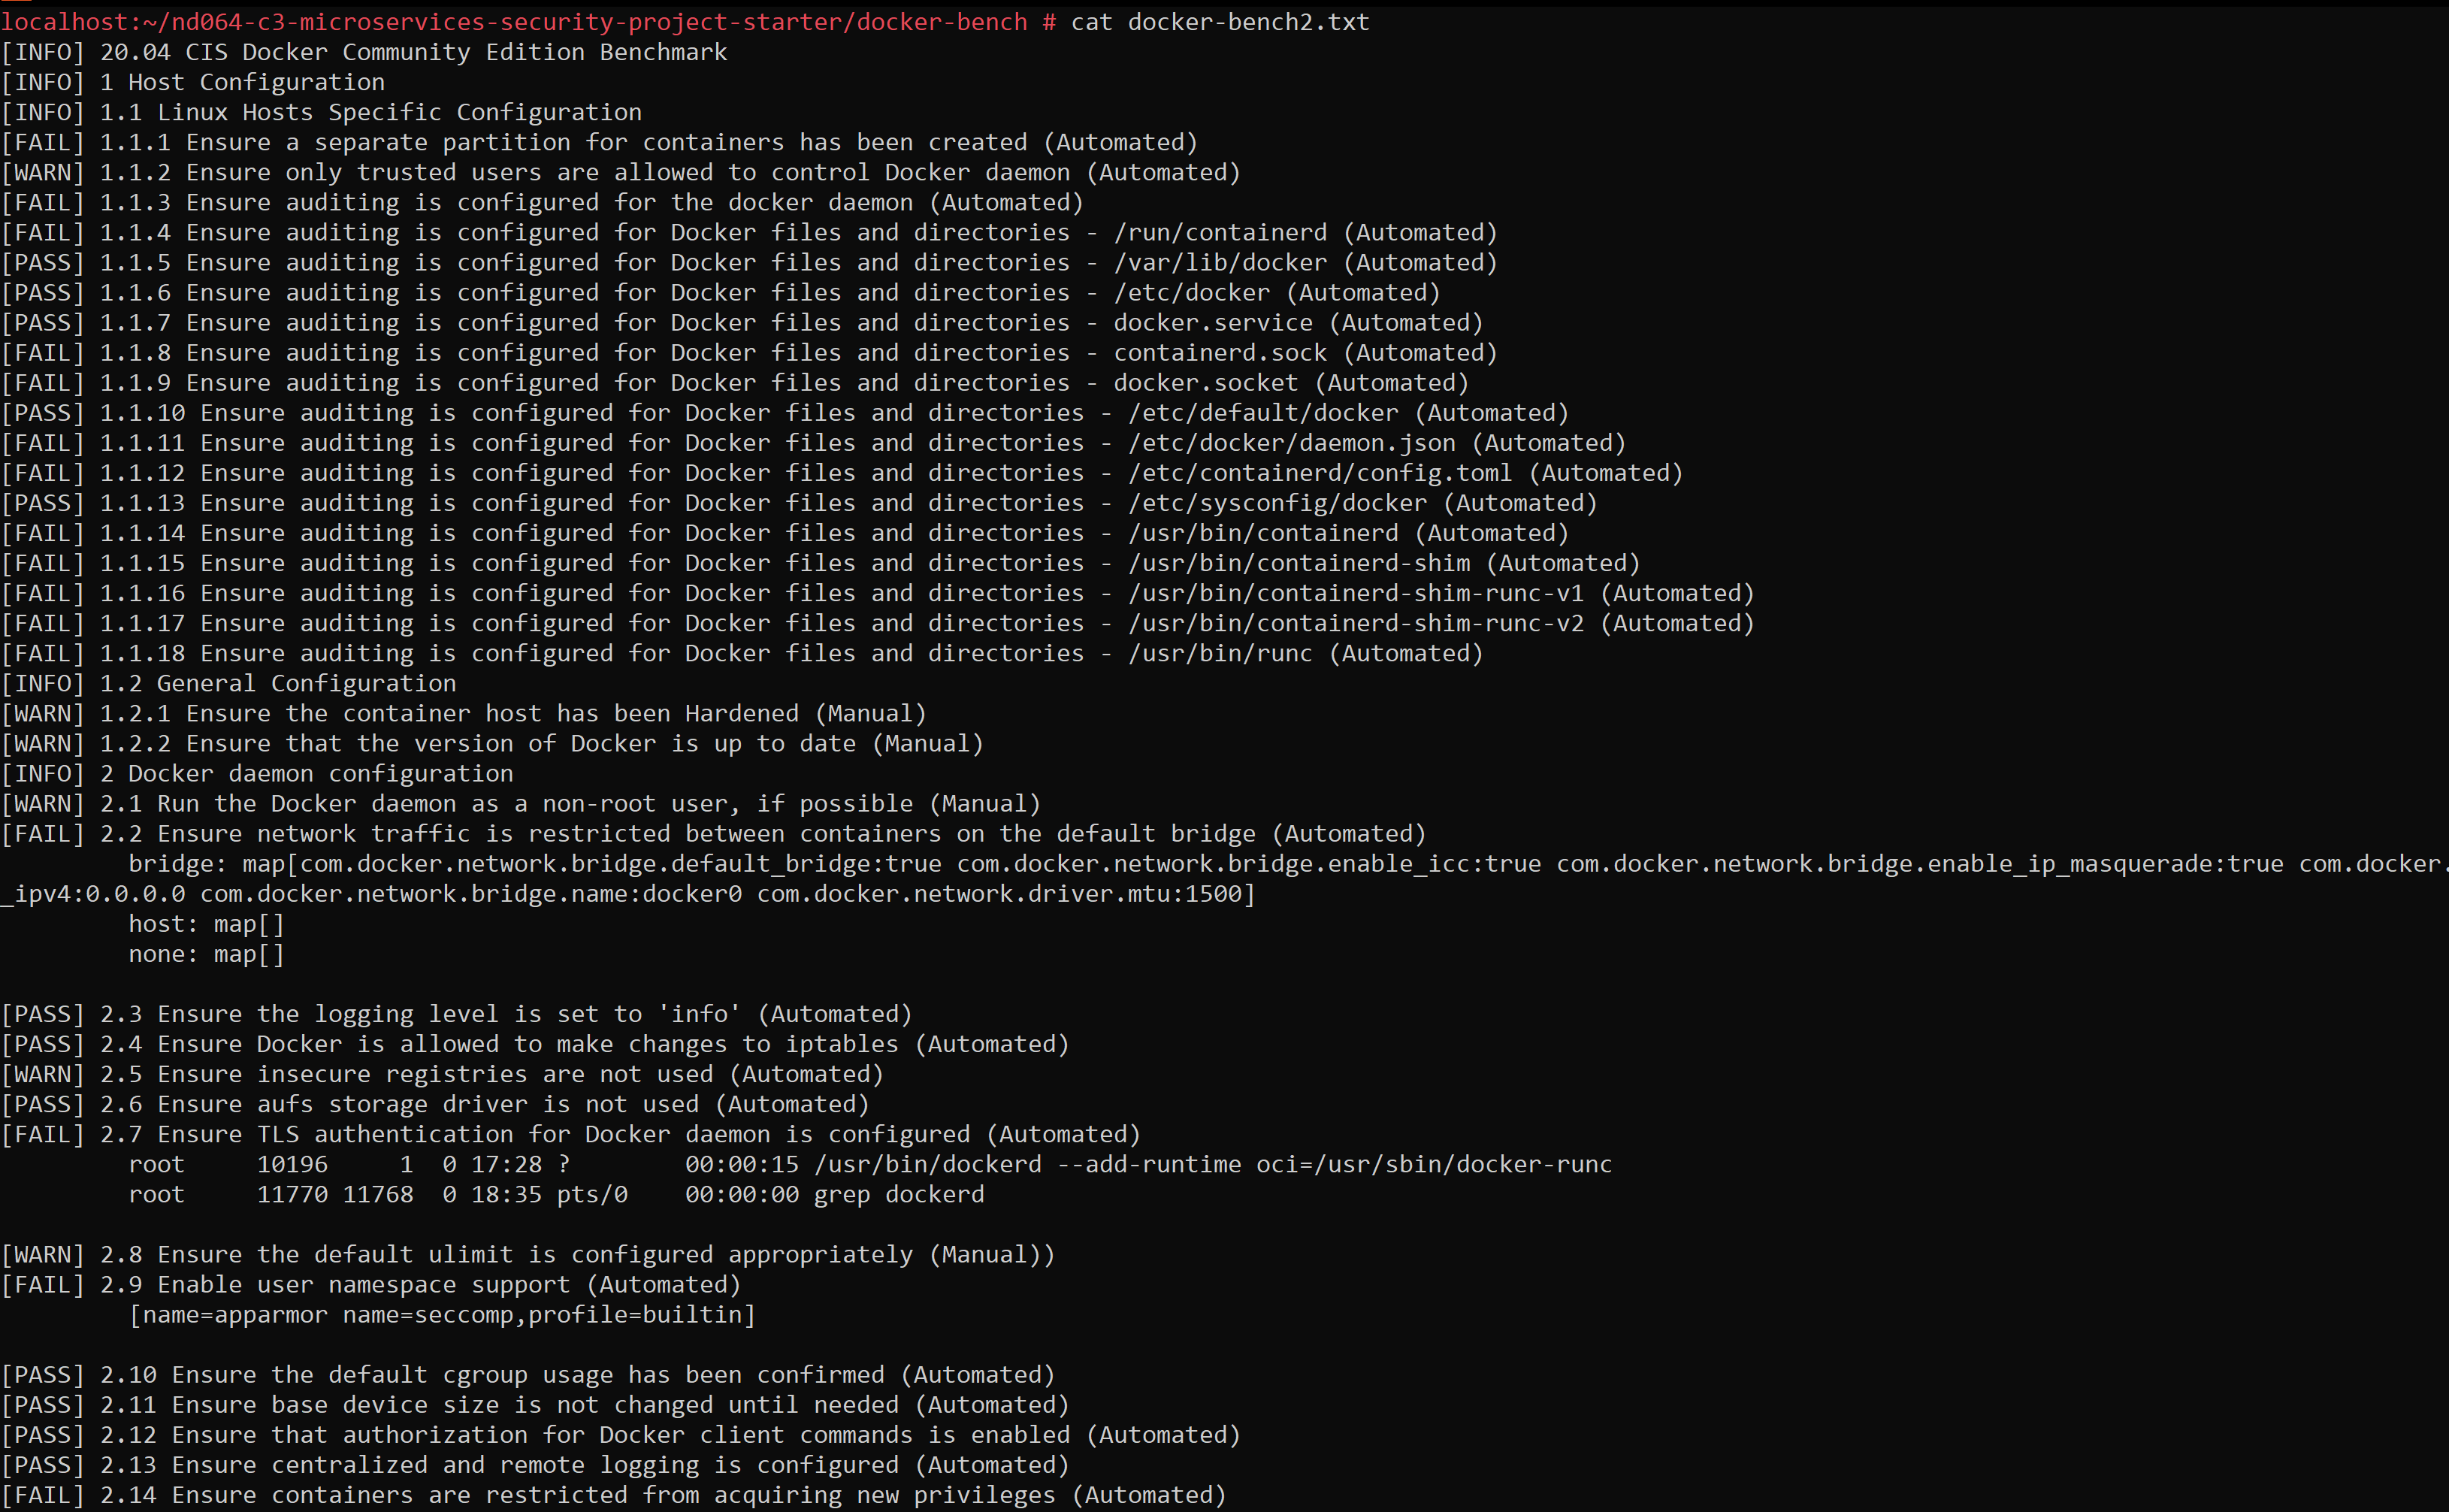 localhost:~/nd064-c3-microservices-security-project-starter/docker-bench # cat docker-bench2.txt
[INFO] 20.04 CIS Docker Community Edition Benchmark
[INFO] 1 Host Configuration
[INFO] 1.1 Linux Hosts Specific Configuration
[FAIL] 1.1.1 Ensure a separate partition for containers has been created (Automated)
[WARN] 1.1.2 Ensure only trusted users are allowed to control Docker daemon (Automated)
[FAIL] 1.1.3 Ensure auditing is configured for the docker daemon (Automated)
[FAIL] 1.1.4 Ensure auditing is configured for Docker files and directories - /run/containerd (Automated)
[PASS] 1.1.5 Ensure auditing is configured for Docker files and directories - /var/lib/docker (Automated)
[PASS] 1.1.6 Ensure auditing is configured for Docker files and directories - /etc/docker (Automated)
[PASS] 1.1.7 Ensure auditing is configured for Docker files and directories - docker.service (Automated)
[FAIL] 1.1.8 Ensure auditing is configured for Docker files and directories - containerd.sock (Automated)
[FAIL] 1.1.9 Ensure auditing is configured for Docker files and directories - docker.socket (Automated)
[PASS] 1.1.10 Ensure auditing is configured for Docker files and directories - /etc/default/docker (Automated)
[FAIL] 1.1.11 Ensure auditing is configured for Docker files and directories - /etc/docker/daemon.json (Automated)
[FAIL] 1.1.12 Ensure auditing is configured for Docker files and directories - /etc/containerd/config.toml (Automated)
[PASS] 1.1.13 Ensure auditing is configured for Docker files and directories - /etc/sysconfig/docker (Automated)
[FAIL] 1.1.14 Ensure auditing is configured for Docker files and directories - /usr/bin/containerd (Automated)
[FAIL] 1.1.15 Ensure auditing is configured for Docker files and directories - /usr/bin/containerd-shim (Automated)
[FAIL] 1.1.16 Ensure auditing is configured for Docker files and directories - /usr/bin/containerd-shim-runc-v1 (Automated)
[FAIL] 1.1.17 Ensure auditing is configured for Docker files and directories - /usr/bin/containerd-shim-runc-v2 (Automated)
[FAIL] 1.1.18 Ensure auditing is configured for Docker files and directories - /usr/bin/runc (Automated)
[INFO] 1.2 General Configuration
[WARN] 1.2.1 Ensure the container host has been Hardened (Manual)
[WARN] 1.2.2 Ensure that the version of Docker is up to date (Manual)
[INFO] 2 Docker daemon configuration
[WARN] 2.1 Run the Docker daemon as a non-root user, if possible (Manual)
[FAIL] 2.2 Ensure network traffic is restricted between containers on the default bridge (Automated)
bridge: map[com.docker.network.bridge.default_bridge:true com.docker.network.bridge.enable_icc:true com.docker.network.bridge.enable_ip_masquerade:true com.docker.
_ipv4:0.0.0.0 com.docker.network.bridge.name:docker0 com.docker.network.driver.mtu:1500]
host: map[]
none: map[]
[PASS] 2.3 Ensure the logging level is set to 'info' (Automated)
[PASS] 2.4 Ensure Docker is allowed to make changes to iptables (Automated)
[WARN] 2.5 Ensure insecure registries are not used (Automated)
[PASS] 2.6 Ensure aufs storage driver is not used (Automated)
[FAIL] 2.7 Ensure TLS authentication for Docker daemon is configured (Automated)
root     10196     1  0 17:28 ?        00:00:15 /usr/bin/dockerd --add-runtime oci=/usr/sbin/docker-runc
root     11770 11768  0 18:35 pts/0    00:00:00 grep dockerd
[WARN] 2.8 Ensure the default ulimit is configured appropriately (Manual))
[FAIL] 2.9 Enable user namespace support (Automated)
[name=apparmor name=seccomp,profile=builtin]
[PASS] 2.10 Ensure the default cgroup usage has been confirmed (Automated)
[PASS] 2.11 Ensure base device size is not changed until needed (Automated)
[PASS] 2.12 Ensure that authorization for Docker client commands is enabled (Automated)
[PASS] 2.13 Ensure centralized and remote logging is configured (Automated)
[FAIL] 2.14 Ensure containers are restricted from acquiring new privileges (Automated)